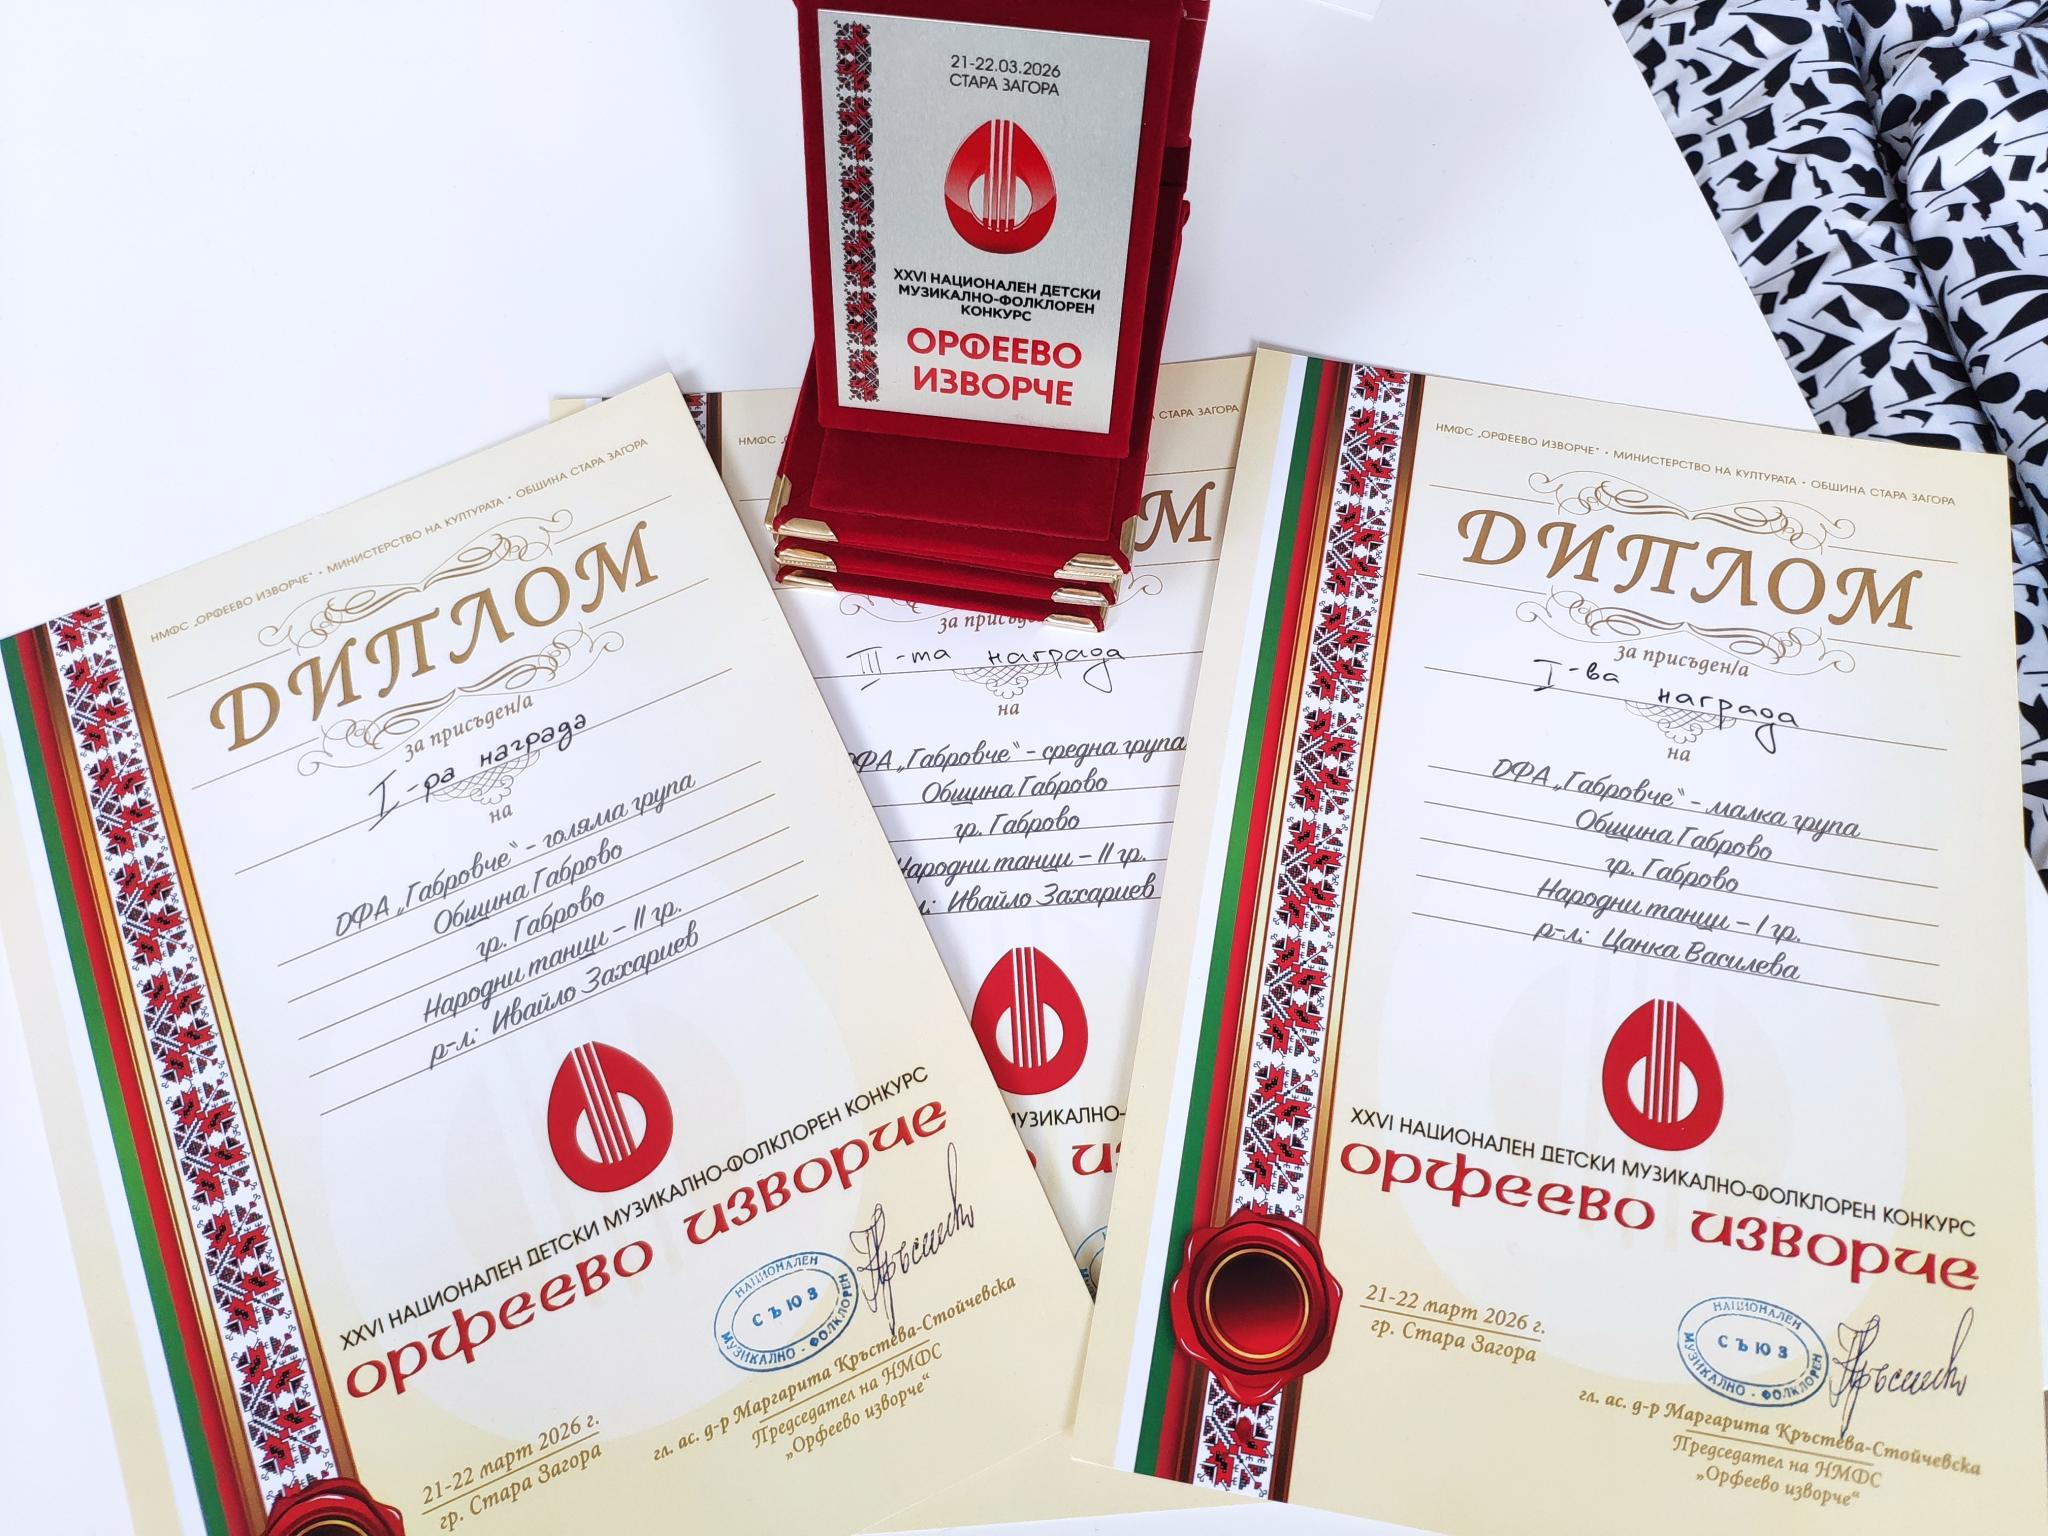 21-22.03.2026
СТАРА ЗАГОРА
XXVI НАЦИОНАЛЕН ДЕТСКИ
МУЗИКАЛНО-ФОЛКЛОРЕН
КОНКУРС
ОРФЕЕВО
ИЗВОРЧЕ
НМФС „ОРФЕЕВО ИЗВОРЧЕ“ • МИНИСТЕРСТВО НА КУЛТУРАТА • ОБЩИНА СТАРА ЗАГОРА
ДИПЛОМ
за присъден/а
I-ра награда
на
ДФА „Габровче“ - голяма група
Община Габрово
гр. Габрово
Народни танци – II гр.
р-л: Ивайло Захариев
XXVI НАЦИОНАЛЕН ДЕТСКИ МУЗИКАЛНО-ФОЛКЛОРЕН КОНКУРС
орфеево изворче
НАЦИОНАЛЕН
СЪЮЗ
МУЗИКАЛНО - ФОЛКЛОРЕН
21-22 март 2026 г.
гр. Стара Загора
гл. ас. д-р Маргарита Кръстева-Стойчевска
Председател на НМФС
„Орфеево изворче“
НМФС
СТАРА ЗАГОРА
М
за
III-та награда
на
ДФА „Габровче“ - средна група
Община Габрово
гр. Габрово
Народни танци – II гр.
Ивайло Захариев
МУЗИКАЛНО-
НМФС „ОРФЕЕВО ИЗВОРЧЕ“ • МИНИСТЕРСТВО НА КУЛТУРАТА • ОБЩИНА СТАРА ЗАГОРА
ДИПЛОМ
за присъден/а
I-ва награда
на
ДФА „Габровче“ - малка група
Община Габрово
гр. Габрово
Народни танци – I гр.
р-л: Цанка Василева
XXVI НАЦИОНАЛЕН ДЕТСКИ МУЗИКАЛНО-ФОЛКЛОРЕН КОНКУРС
орфеево изворче
21-22 март 2026 г.
гр. Стара Загора
НАЦИОНАЛЕН
СЪЮЗ
МУЗИКАЛНО - ФОЛКЛОРЕН
гл. ас. д-р Маргарита Кръстева-Стойчевска
Председател на НМФС
„Орфеево изворче“